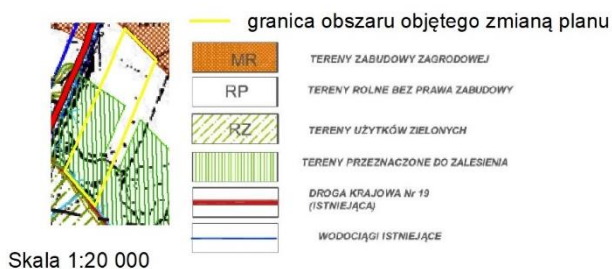 granica obszaru objętego zmianą planu
MR
TERENY ZABUDOWY ZAGRODOWEJ
RP
TERENY ROLNE BEZ PRAWA ZABUDOWY
RZ
TERENY UŻYTKÓW ZIELONYCH
TERENY PRZEZNACZONE DO ZALESIENIA
DROGA KRAJOWA Nr 19
(ISTNIEJĄCA)
WODOCIĄGI ISTNIEJĄCE
Skala 1:20 000